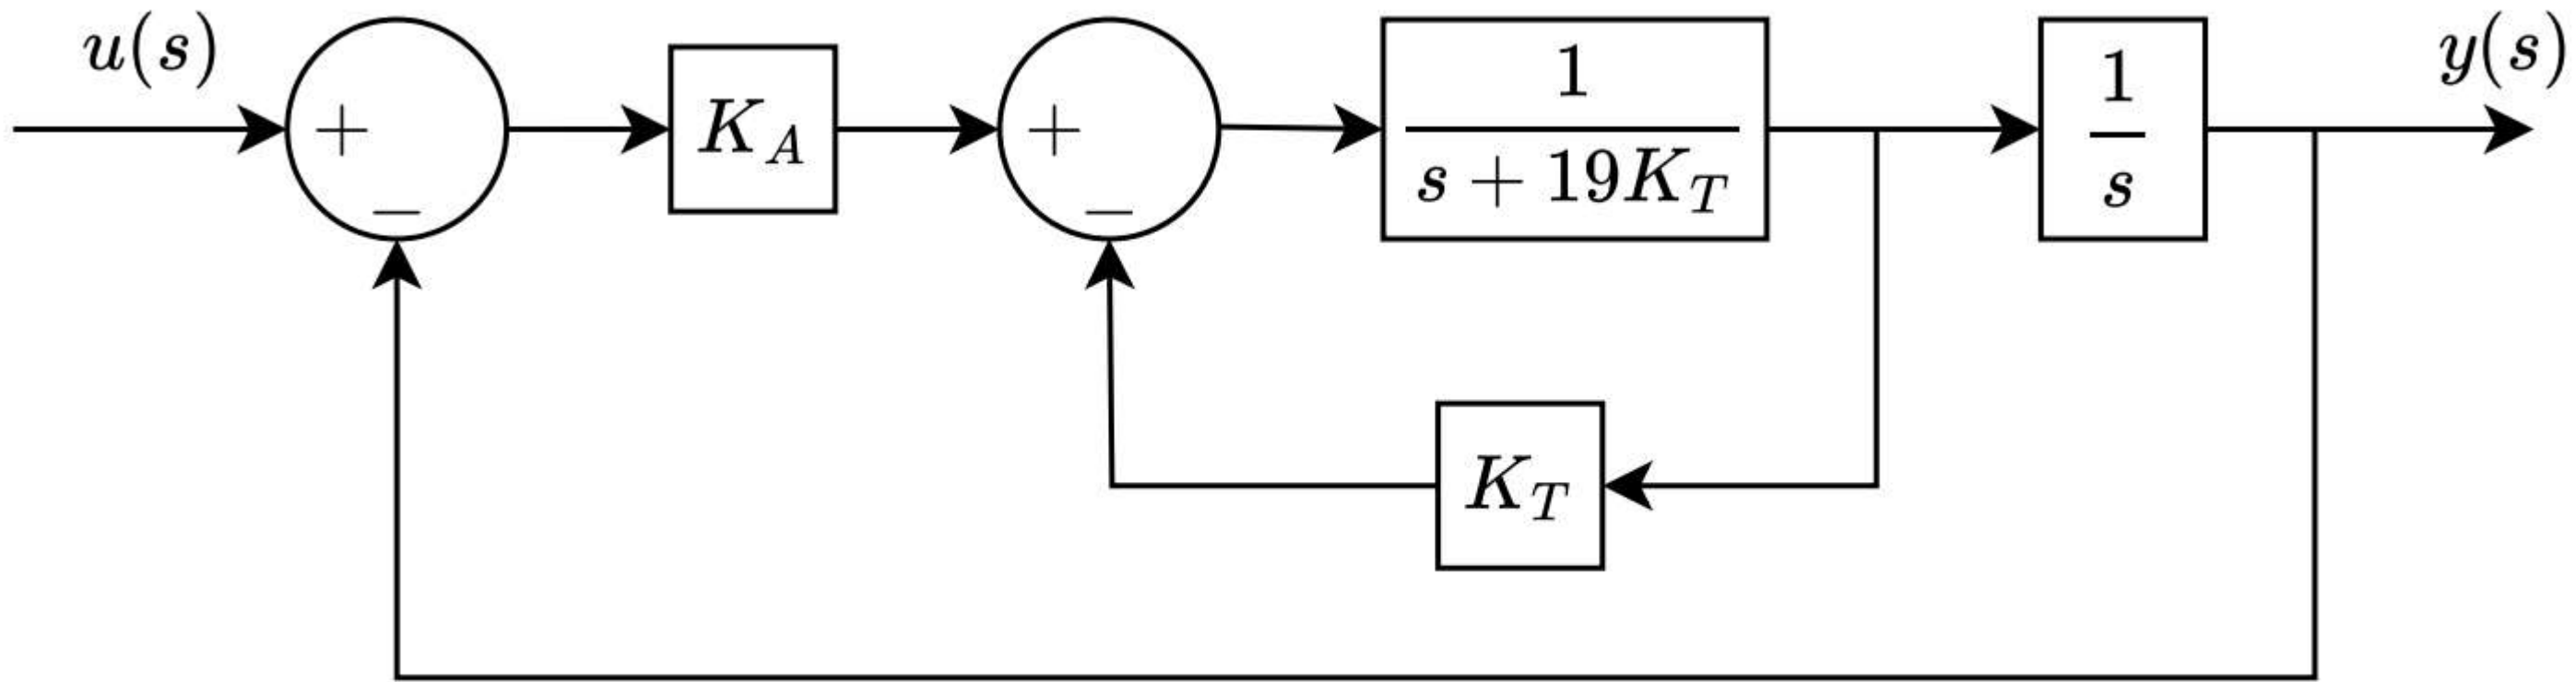 u(s)
+
−
K_A
+
−
1
s + 19K_T
1
s
y(s)
K_T